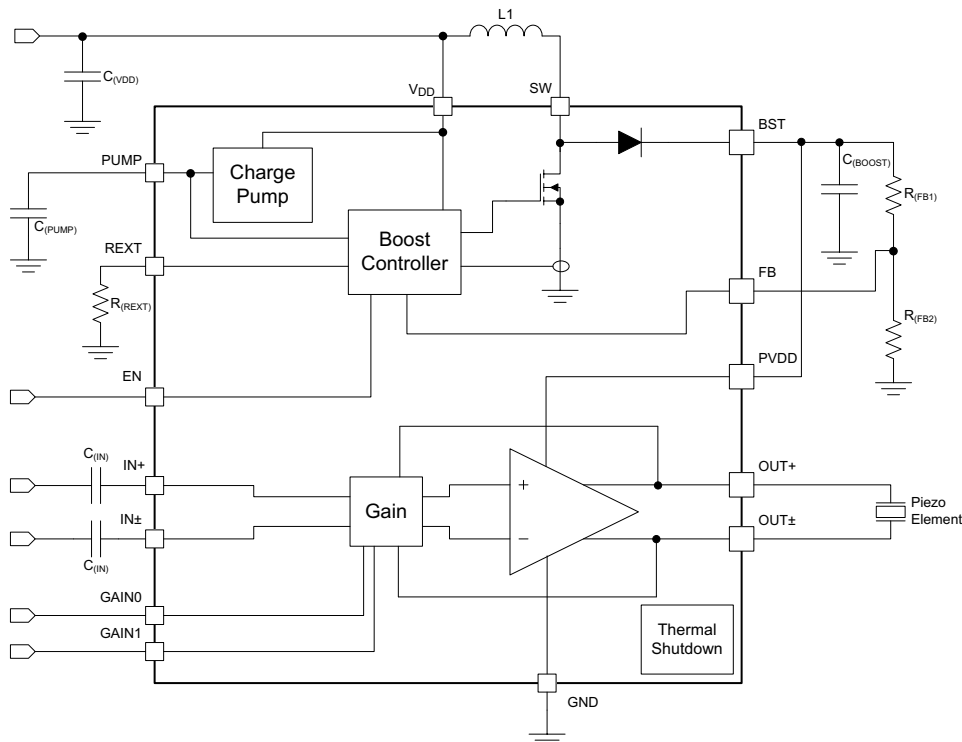 L1
C(VDD)
VDD
SW
BST
PUMP
Charge
Pump
C(BOOST)
R(FB1)
C(PUMP)
REXT
Boost
Controller
FB
R(REXT)
R(FB2)
EN
PVDD
C(IN)
IN+
OUT+
+
Gain
Piezo
Element
IN±
OUT±
−
C(IN)
GAIN0
GAIN1
Thermal
Shutdown
GND